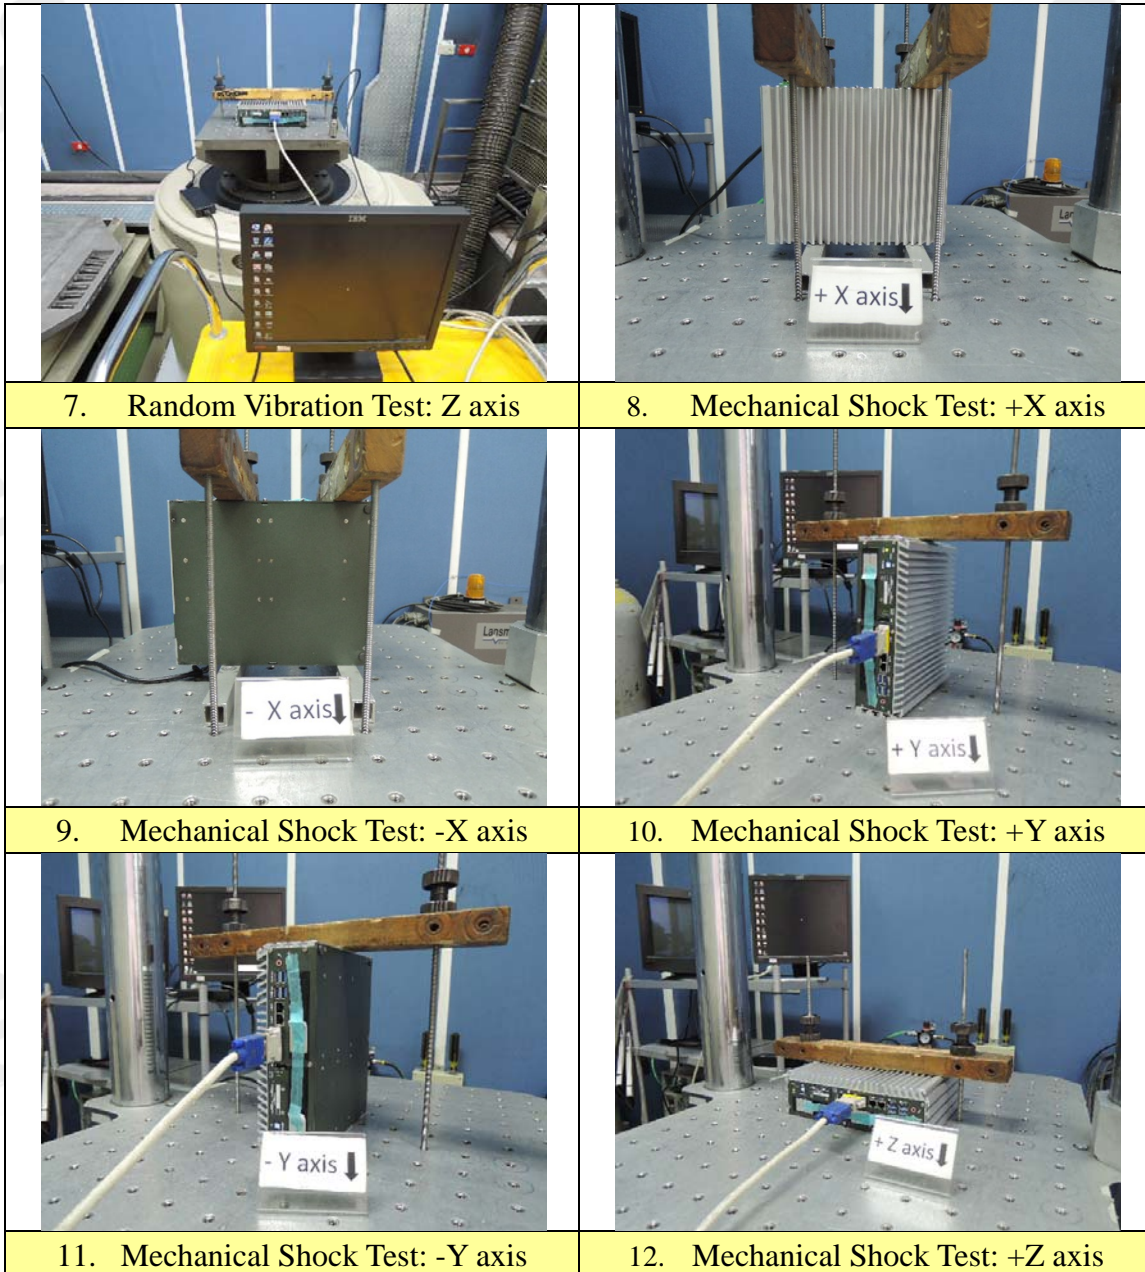 IBM
+ X axis
7. Random Vibration Test: Z axis
8. Mechanical Shock Test: +X axis
- X axis
+ Y axis
9. Mechanical Shock Test: -X axis
10. Mechanical Shock Test: +Y axis
- Y axis
+ Z axis
11. Mechanical Shock Test: -Y axis
12. Mechanical Shock Test: +Z axis